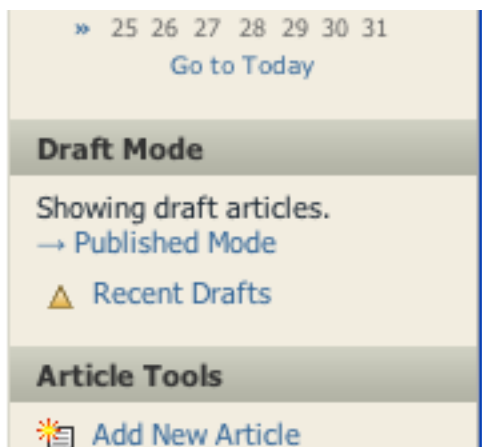 » 25 26 27 28 29 30 31
Go to Today
Draft Mode
Showing draft articles.
→ Published Mode
Recent Drafts
Article Tools
Add New Article